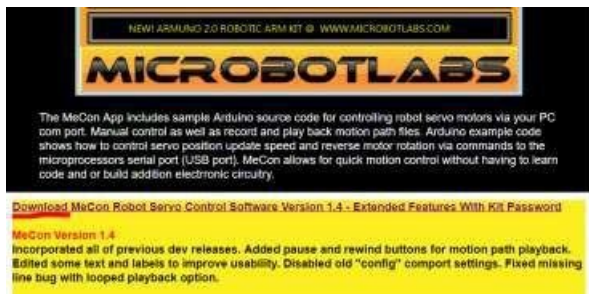 NEW! ARMUNO 2.0 ROBOTIC ARM KIT @ WWW.MICROBOTLABS.COM
MICROBOTLABS
The MeCon App includes sample Arduino source code for controlling robot servo motors via your PC
com port. Manual control as well as record and play back motion path files. Arduino example code
shows how to control servo position update speed and reverse motor rotation via commands to the
microprocessors serial port (USB port). MeCon allows for quick motion control without having to learn
code and or build addition electrronic circuitry.
Download MeCon Robot Servo Control Software Version 1.4 - Extended Features With Kit Password
MeCon Version 1.4
Incorporated all of previous dev releases. Added pause and rewind buttons for motion path playback.
Edited some text and labels to improve usability. Disabled old "config" comport settings. Fixed missing
line bug with looped playback option.